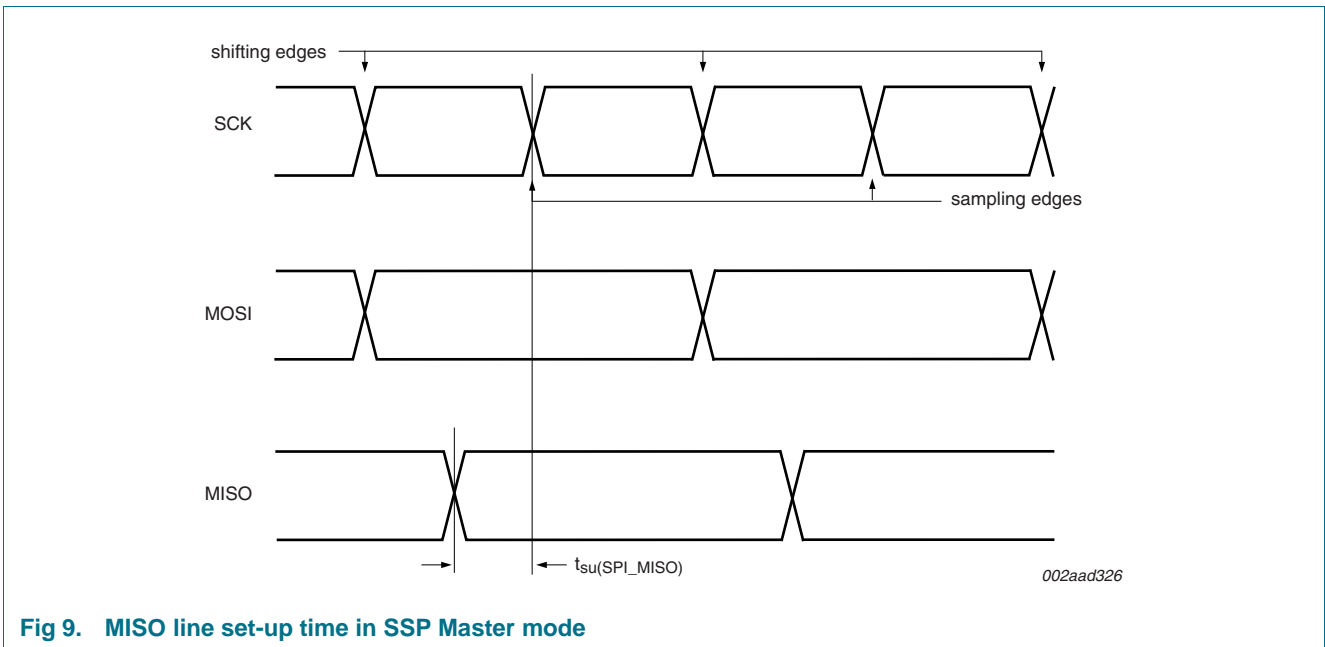 shifting edges
SCK
sampling edges
MOSI
MISO
tsu(SPI_MISO)
002aad326
Fig 9. MISO line set-up time in SSP Master mode